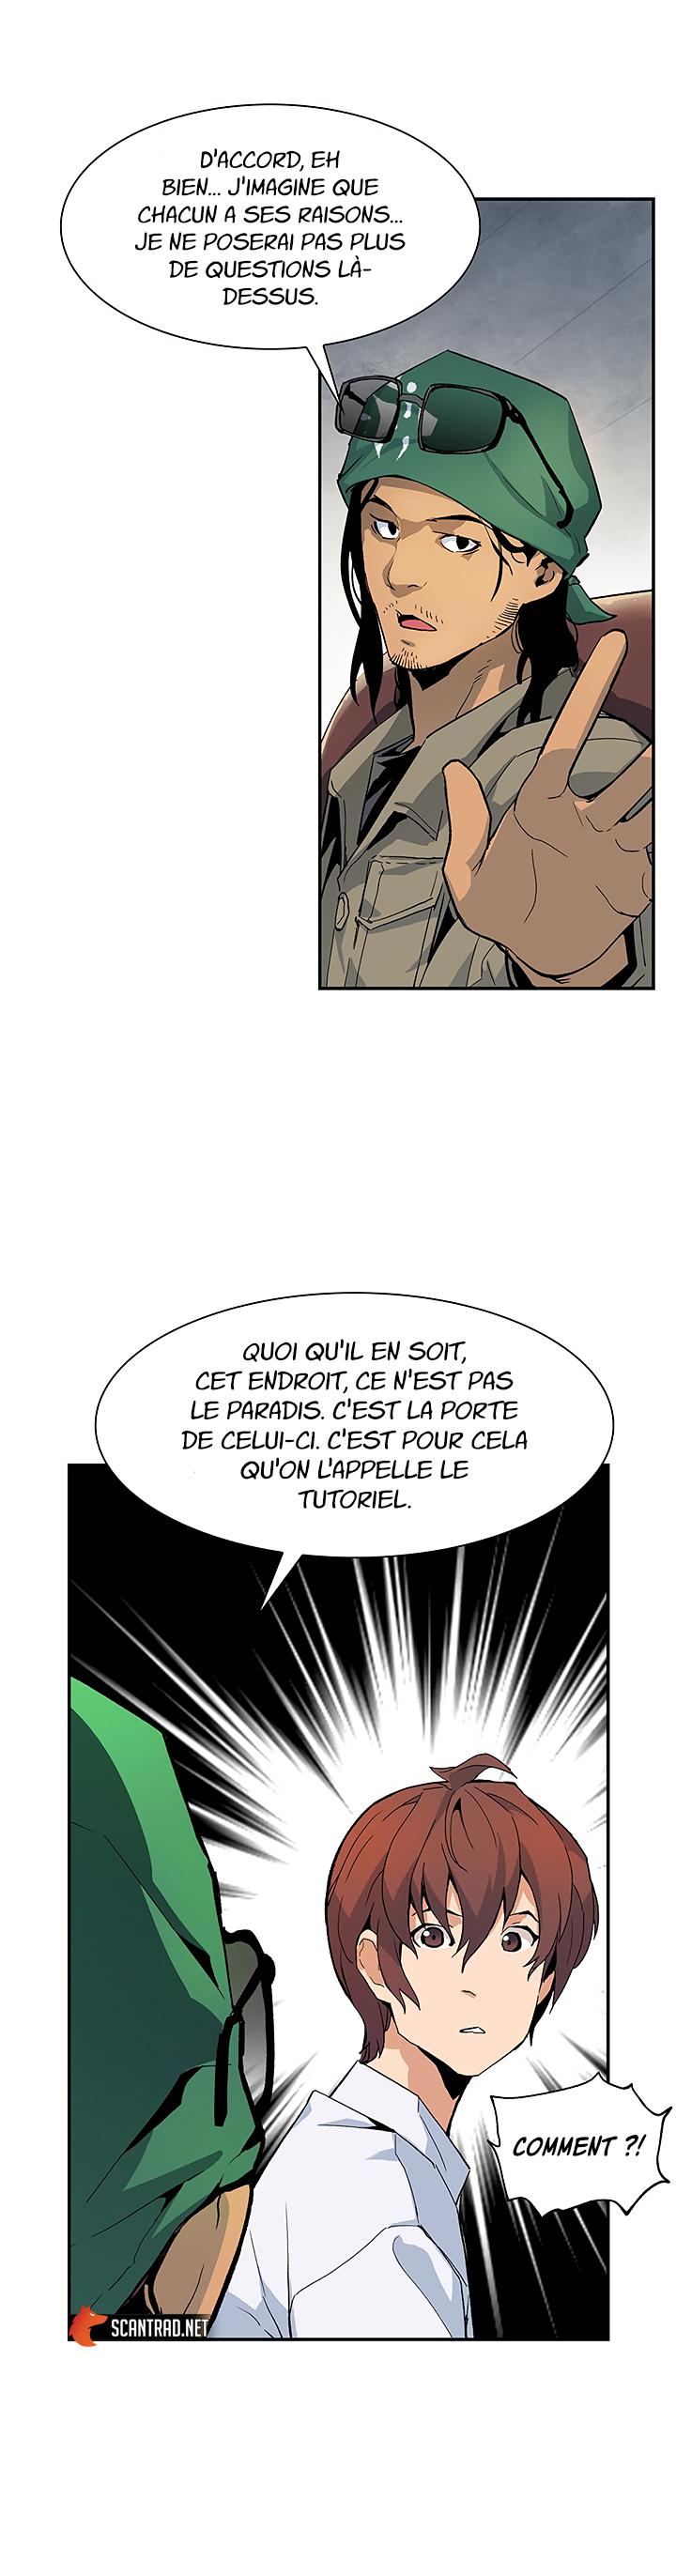 D'ACCORD, EH
BIEN... J'IMAGINE QUE
CHACUN A SES RAISONS...
JE NE POSERAI PAS PLUS
DE QUESTIONS LÀ-
DESSUS.
QUOI QU'IL EN SOIT,
CET ENDROIT, CE N'EST PAS
LE PARADIS. C'EST LA PORTE
DE CELUI-CI. C'EST POUR CELA
QU'ON L'APPELLE LE
TUTORIEL.
COMMENT ?!
SCANTRAD.NET